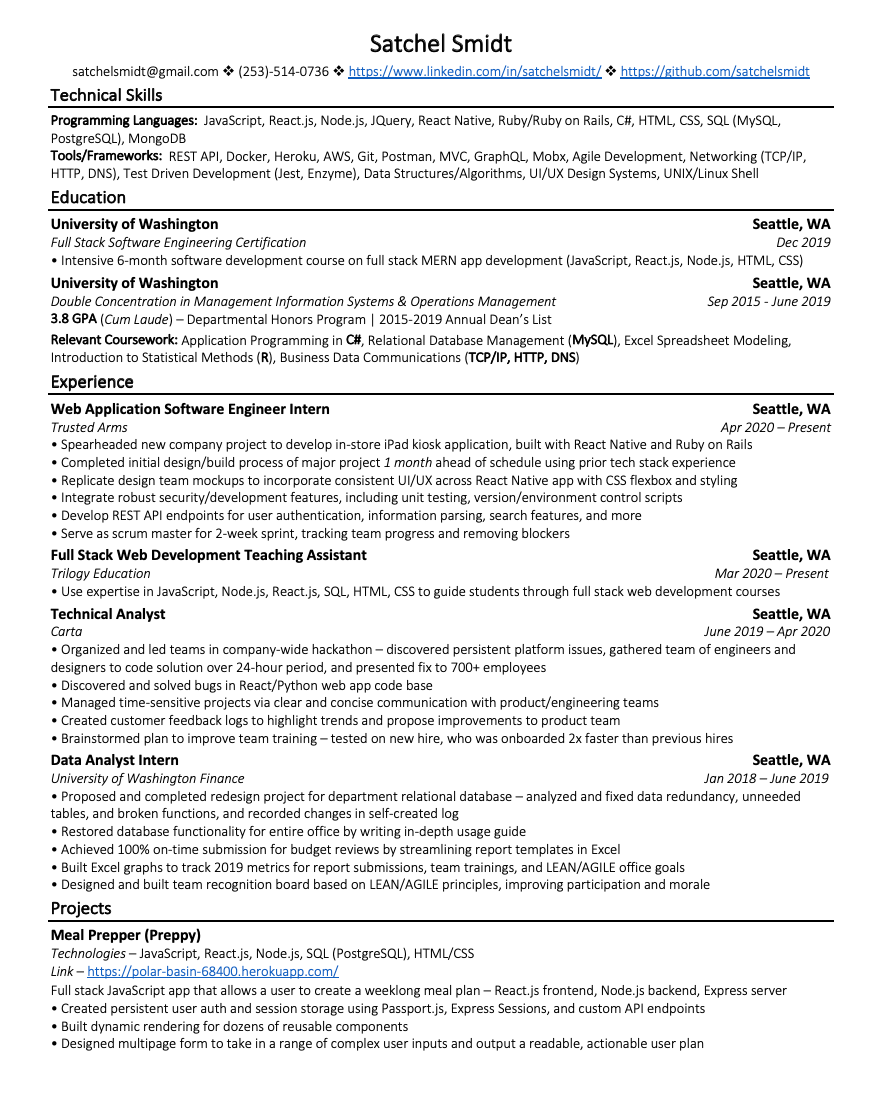 Satchel Smidt
satchelsmidt@gmail.com ❖ (253)-514-0736 ❖ https://www.linkedin.com/in/satchelsmidt/ ❖ https://github.com/satchelsmidt
Technical Skills
Programming Languages: JavaScript, React.js, Node.js, JQuery, React Native, Ruby/Ruby on Rails, C#, HTML, CSS, SQL (MySQL,
PostgreSQL), MongoDB
Tools/Frameworks: REST API, Docker, Heroku, AWS, Git, Postman, MVC, GraphQL, Mobx, Agile Development, Networking (TCP/IP,
HTTP, DNS), Test Driven Development (Jest, Enzyme), Data Structures/Algorithms, UI/UX Design Systems, UNIX/Linux Shell
Education
University of Washington Seattle, WA
Full Stack Software Engineering Certification Dec 2019
• Intensive 6-month software development course on full stack MERN app development (JavaScript, React.js, Node.js, HTML, CSS)
University of Washington Seattle, WA
Double Concentration in Management Information Systems & Operations Management Sep 2015 - June 2019
3.8 GPA (Cum Laude) – Departmental Honors Program | 2015-2019 Annual Dean's List
Relevant Coursework: Application Programming in C#, Relational Database Management (MySQL), Excel Spreadsheet Modeling,
Introduction to Statistical Methods (R), Business Data Communications (TCP/IP, HTTP, DNS)
Experience
Web Application Software Engineer Intern Seattle, WA
Trusted Arms Apr 2020 – Present
• Spearheaded new company project to develop in-store iPad kiosk application, built with React Native and Ruby on Rails
• Completed initial design/build process of major project 1 month ahead of schedule using prior tech stack experience
• Replicate design team mockups to incorporate consistent UI/UX across React Native app with CSS flexbox and styling
• Integrate robust security/development features, including unit testing, version/environment control scripts
• Develop REST API endpoints for user authentication, information parsing, search features, and more
• Serve as scrum master for 2-week sprint, tracking team progress and removing blockers
Full Stack Web Development Teaching Assistant Seattle, WA
Trilogy Education Mar 2020 – Present
• Use expertise in JavaScript, Node.js, React.js, SQL, HTML, CSS to guide students through full stack web development courses
Technical Analyst Seattle, WA
Carta June 2019 – Apr 2020
• Organized and led teams in company-wide hackathon – discovered persistent platform issues, gathered team of engineers and
designers to code solution over 24-hour period, and presented fix to 700+ employees
• Discovered and solved bugs in React/Python web app code base
• Managed time-sensitive projects via clear and concise communication with product/engineering teams
• Created customer feedback logs to highlight trends and propose improvements to product team
• Brainstormed plan to improve team training – tested on new hire, who was onboarded 2x faster than previous hires
Data Analyst Intern Seattle, WA
University of Washington Finance Jan 2018 – June 2019
• Proposed and completed redesign project for department relational database – analyzed and fixed data redundancy, unneeded
tables, and broken functions, and recorded changes in self-created log
• Restored database functionality for entire office by writing in-depth usage guide
• Achieved 100% on-time submission for budget reviews by streamlining report templates in Excel
• Built Excel graphs to track 2019 metrics for report submissions, team trainings, and LEAN/AGILE office goals
• Designed and built team recognition board based on LEAN/AGILE principles, improving participation and morale
Projects
Meal Prepper (Preppy)
Technologies – JavaScript, React.js, Node.js, SQL (PostgreSQL), HTML/CSS
Link – https://polar-basin-68400.herokuapp.com/
Full stack JavaScript app that allows a user to create a weeklong meal plan – React.js frontend, Node.js backend, Express server
• Created persistent user auth and session storage using Passport.js, Express Sessions, and custom API endpoints
• Built dynamic rendering for dozens of reusable components
• Designed multipage form to take in a range of complex user inputs and output a readable, actionable user plan